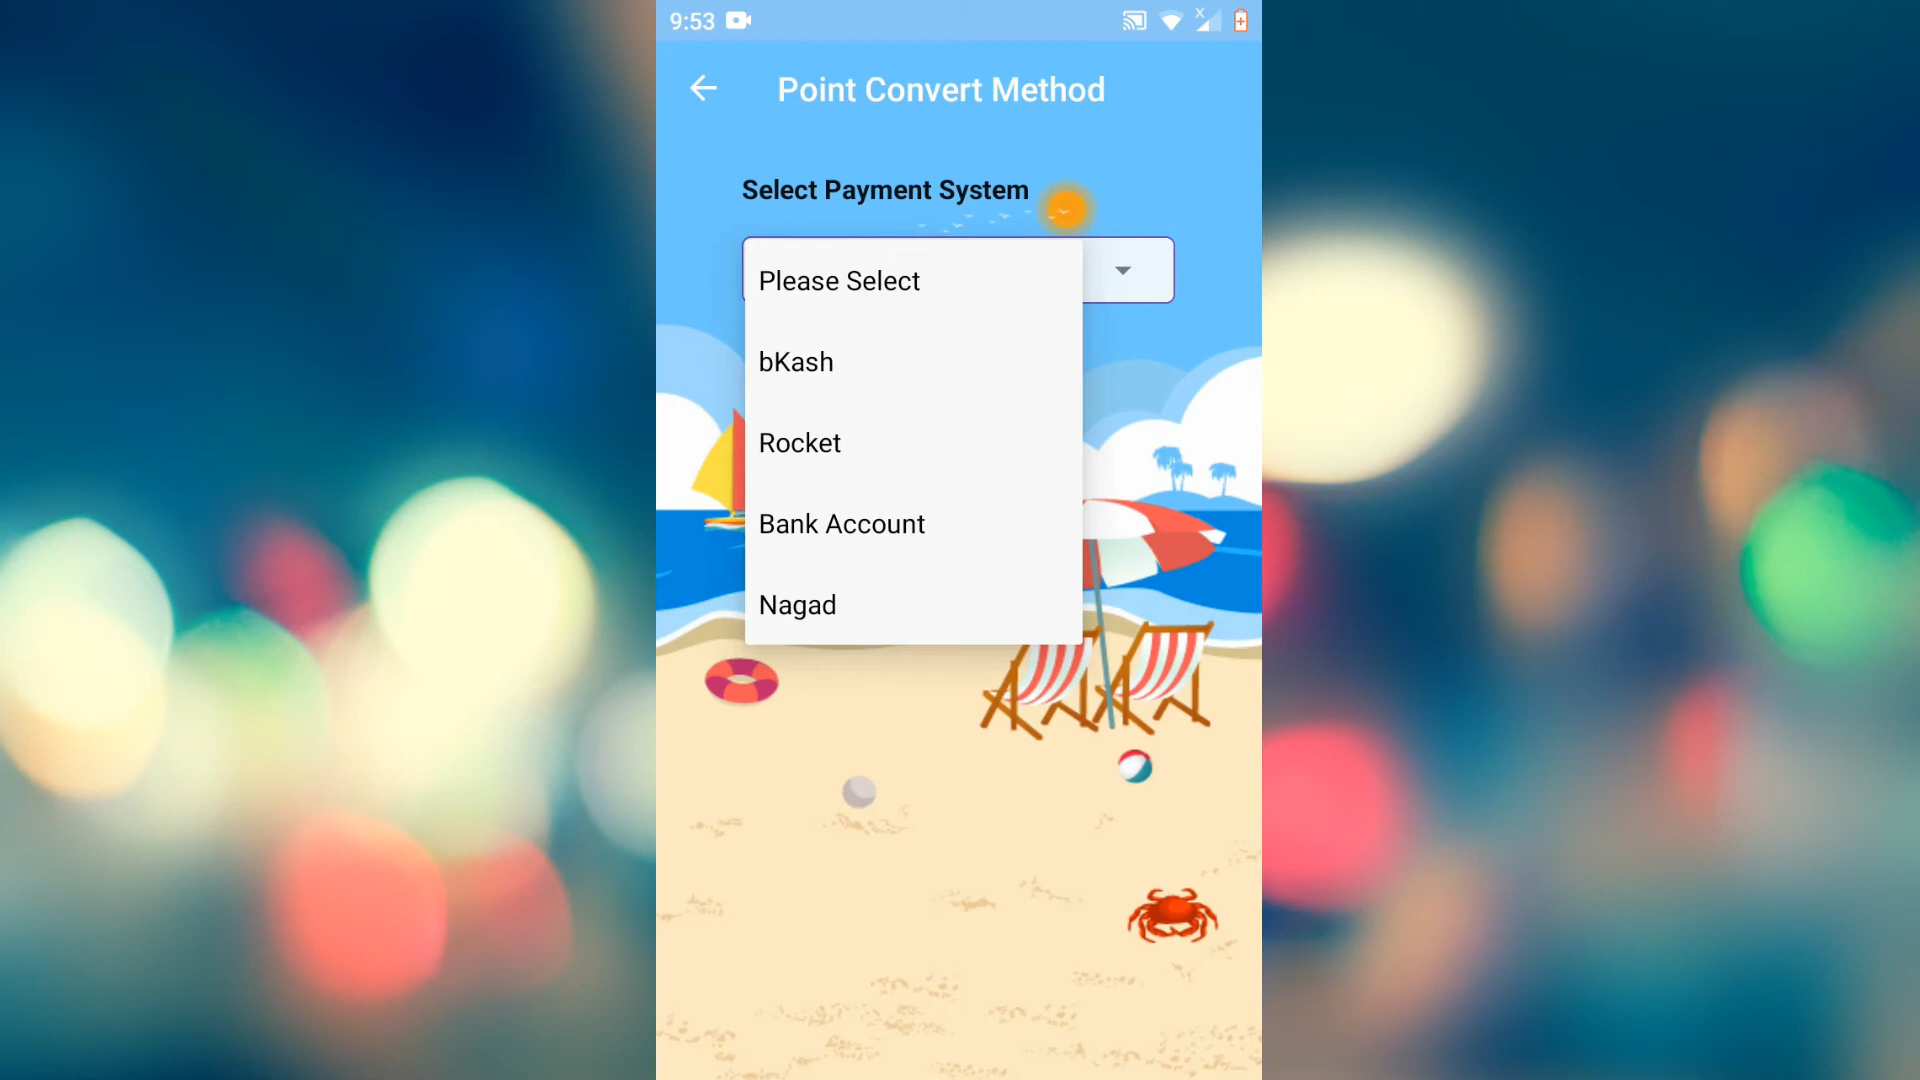 9:53
Point Convert Method
Select Payment System
Please Select
bKash
Rocket
Bank Account
Nagad